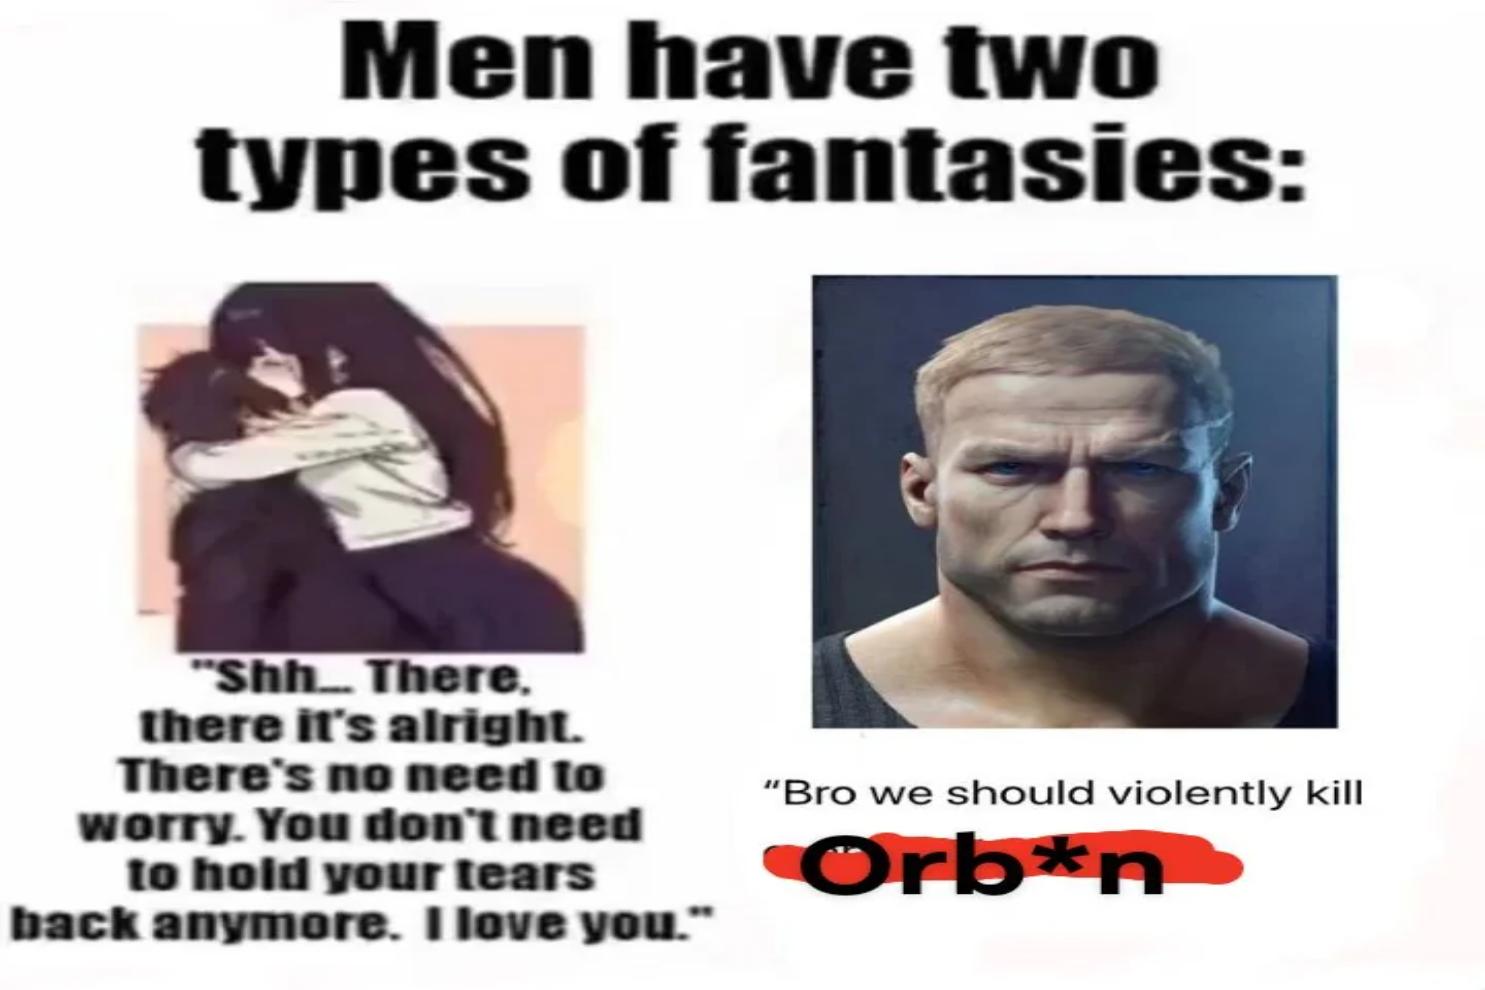 Men have two
types of fantasies:
"Shh... There,
there it's alright.
There's no need to
worry. You don't need
to hold your tears
back anymore. I love you."
“Bro we should violently kill
Orb*n